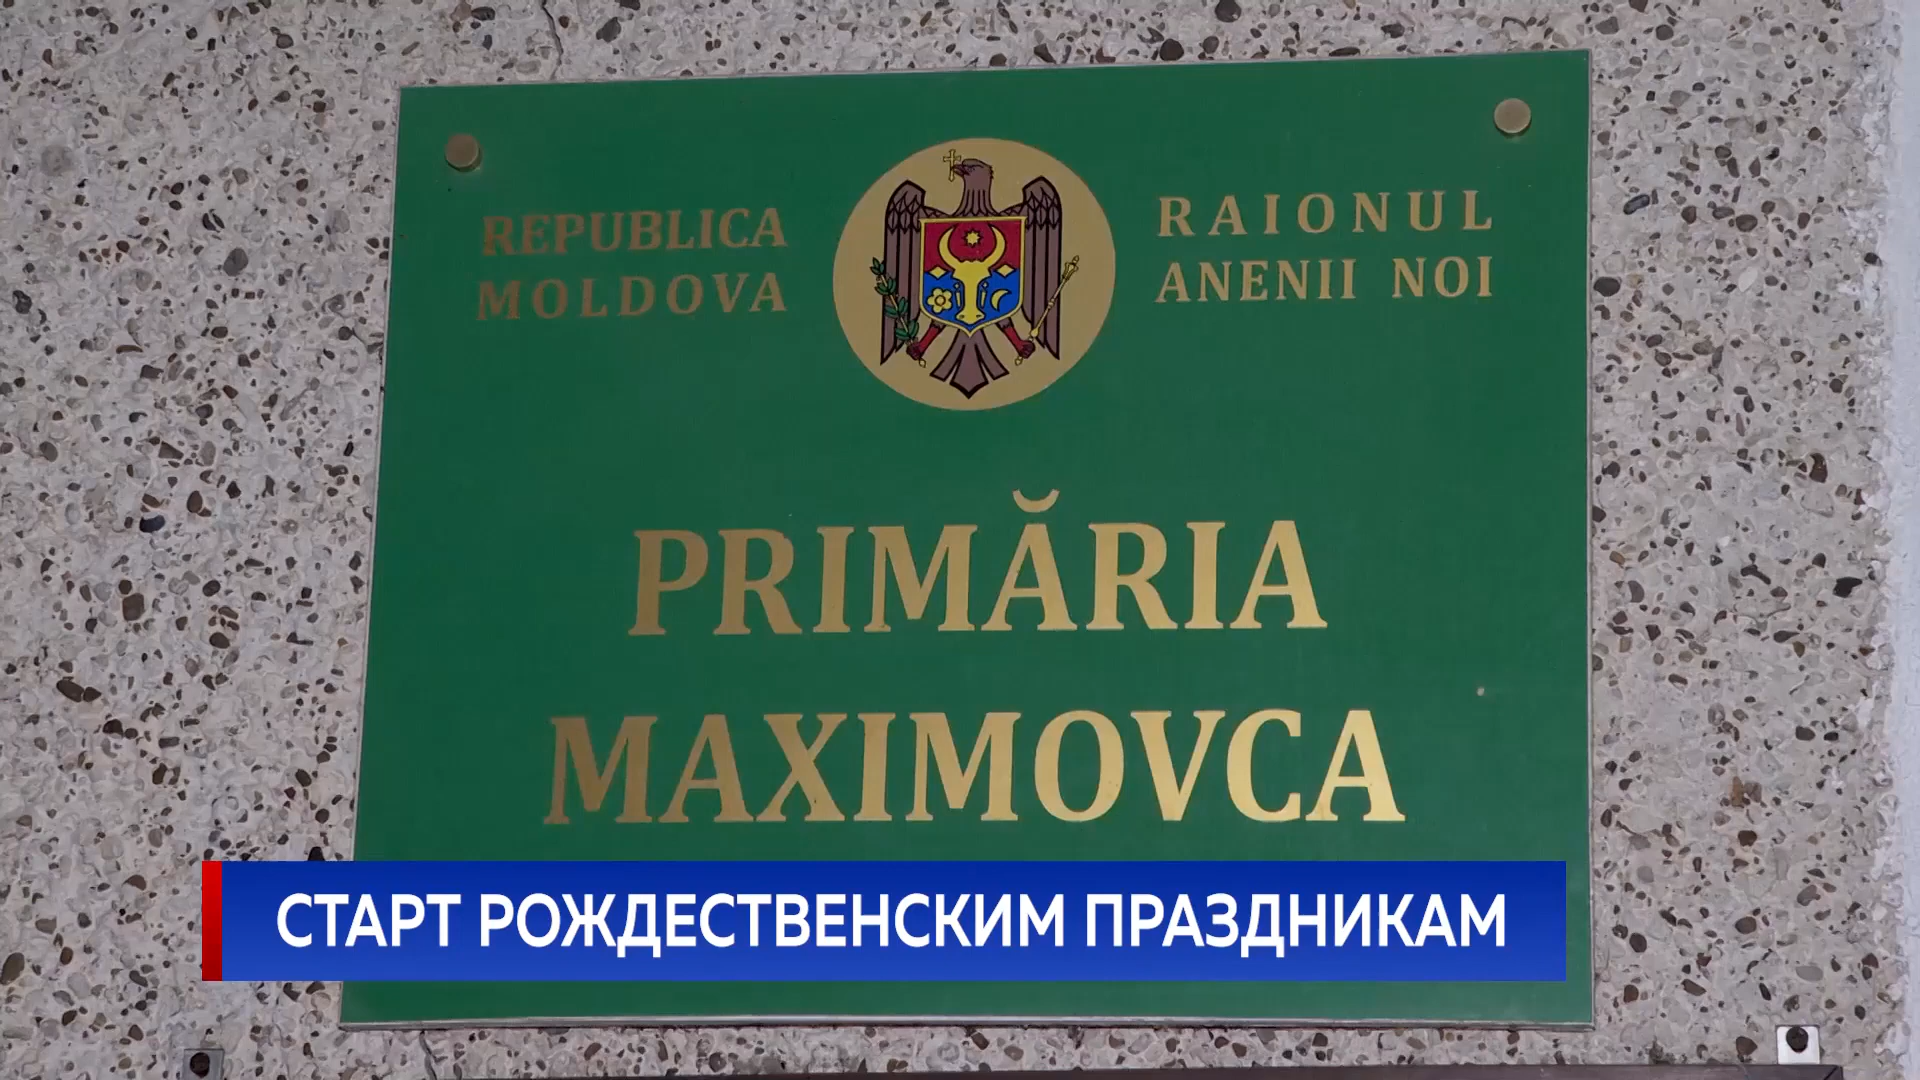 REPUBLICA
MOLDOVA
RAIONUL
ANENII NOI
PRIMĂRIA
MAXIMOVCA
СТАРТ РОЖДЕСТВЕНСКИМ ПРАЗДНИКАМ